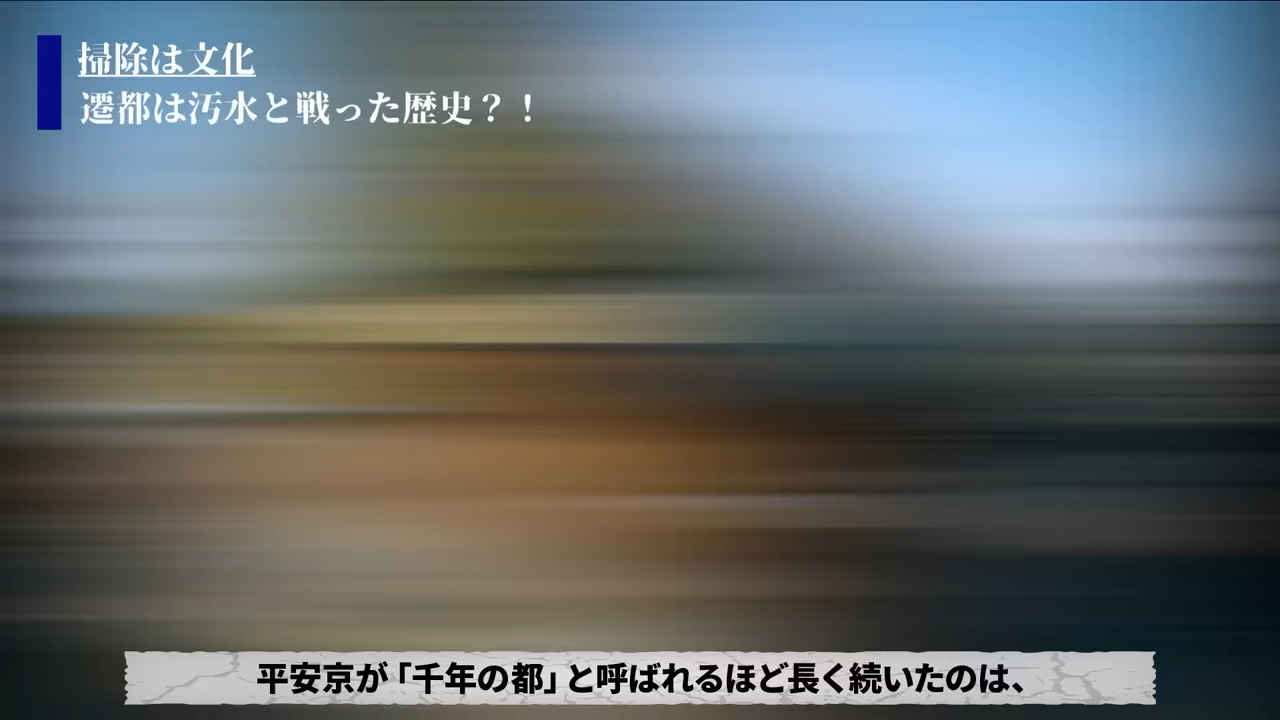 掃除は文化
遷都は汚水と戦った歴史？！
平安京が「千年の都」と呼ばれるほど長く続いたのは、